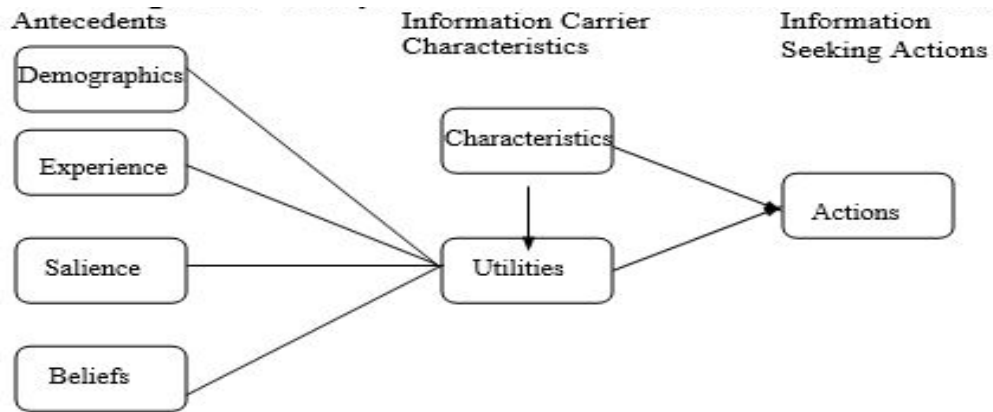 Antecedents
Information Carrier
Characteristics
Information
Seeking Actions
Demographics
Experience
Salience
Beliefs
Characteristics
Utilities
Actions